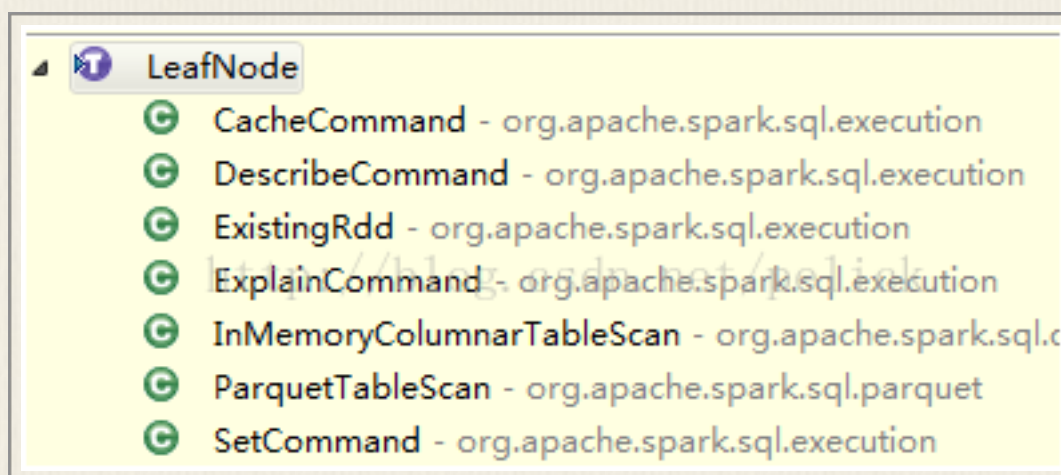 LeafNode
CacheCommand - org.apache.spark.sql.execution
DescribeCommand - org.apache.spark.sql.execution
ExistingRdd - org.apache.spark.sql.execution
ExplainCommand - org.apache.spark.sql.execution
InMemoryColumnarTableScan - org.apache.spark.sql.c
ParquetTableScan - org.apache.spark.sql.parquet
SetCommand - org.apache.spark.sql.execution